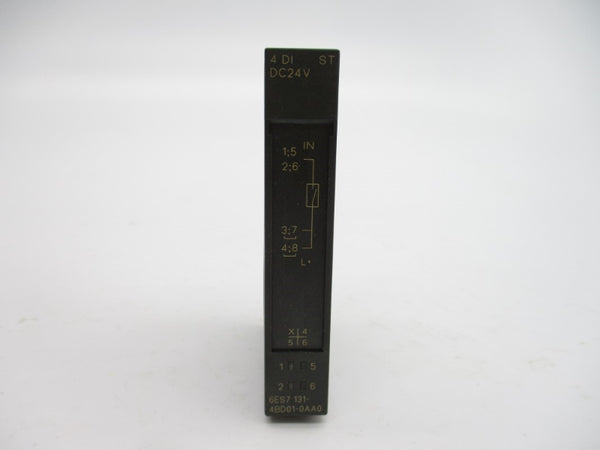 4 DI ST
DC24V
IN
1;5
2;6
3;7
4;8
L+
X 4
5 6
1 5
2 6
6ES7 131-
4BD01-0AA0